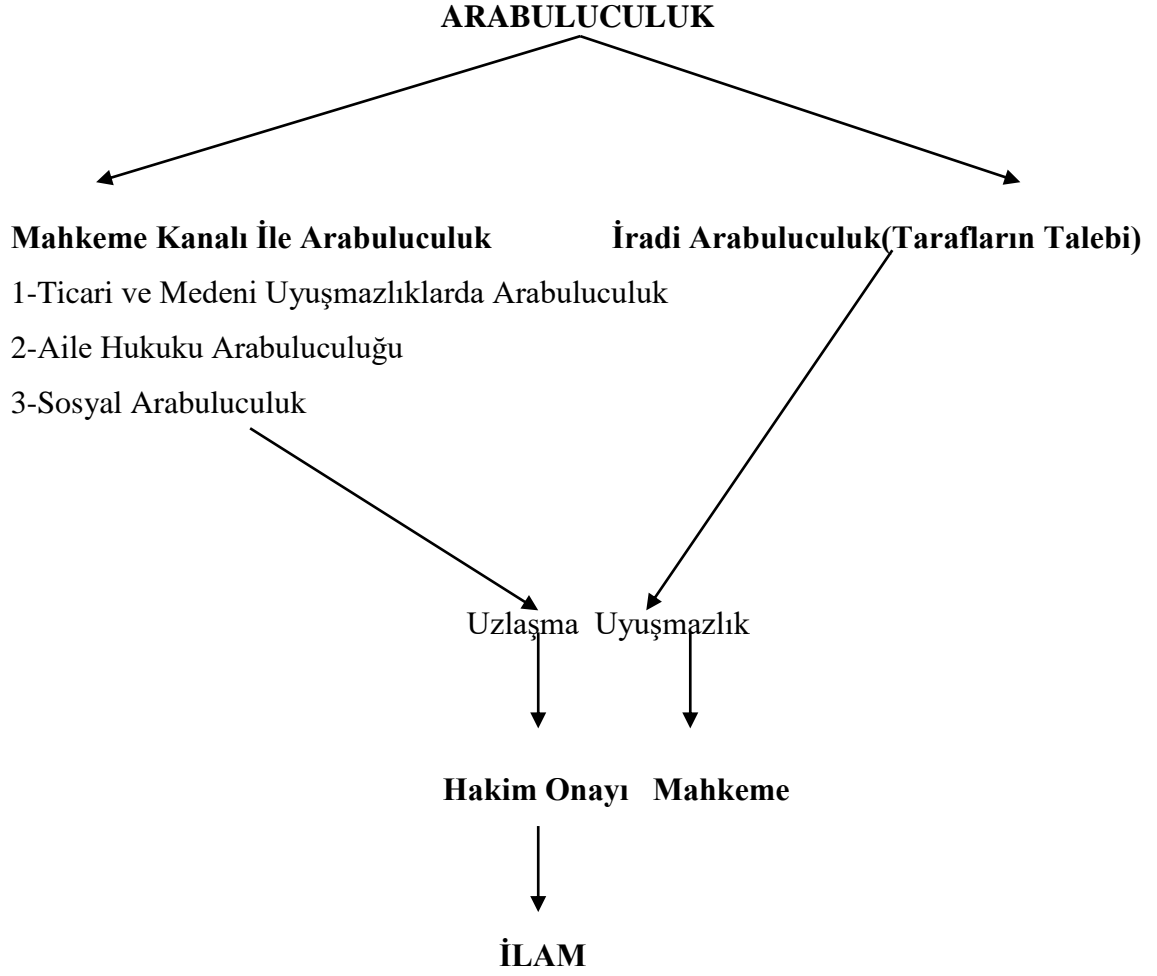 ARABULUCULUK
Mahkeme Kanalı İle Arabuluculuk İradi Arabuluculuk(Tarafların Talebi)
1-Ticari ve Medeni Uyuşmazlıklarda Arabuluculuk
2-Aile Hukuku Arabuluculuğu
3-Sosyal Arabuluculuk
Uzlaşma Uyuşmazlık
Hakim Onayı Mahkeme
İLAM